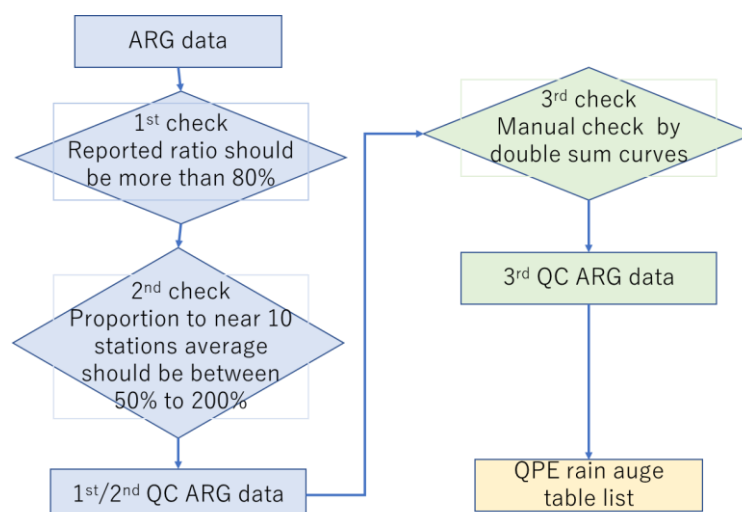 ARG data
1st check
Reported ratio should
be more than 80%
2nd check
Proportion to near 10
stations average
should be between
50% to 200%
1st/2nd QC ARG data
3rd check
Manual check by
double sum curves
3rd QC ARG data
QPE rain auge
table list